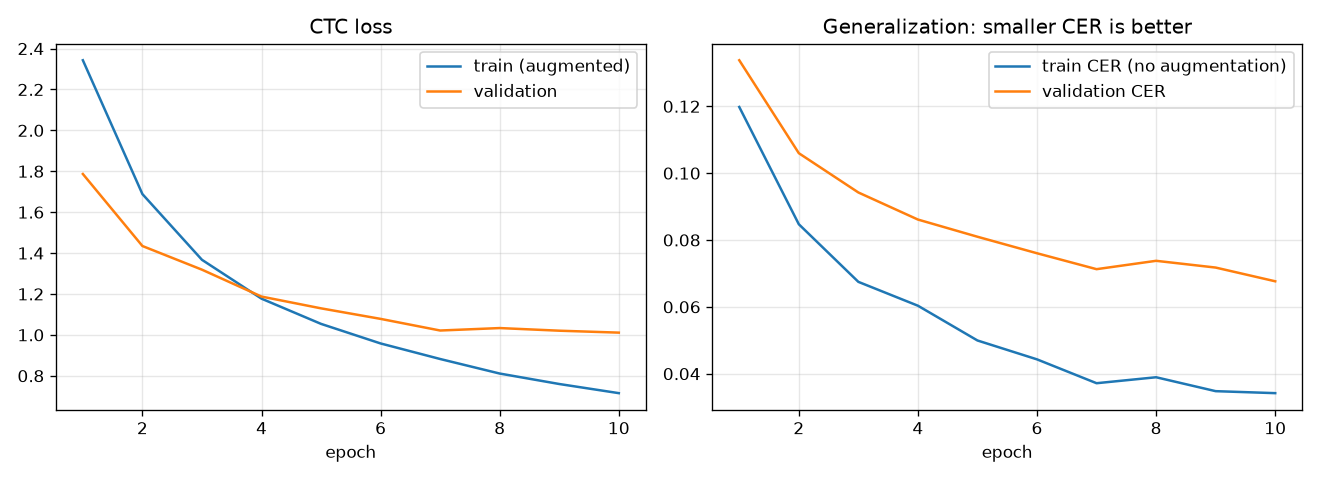 CTC loss
train (augmented)
validation
2.4
2.2
2.0
1.8
1.6
1.4
1.2
1.0
0.8
2 4 6 8 10
epoch
Generalization: smaller CER is better
train CER (no augmentation)
validation CER
0.12
0.10
0.08
0.06
0.04
2 4 6 8 10
epoch